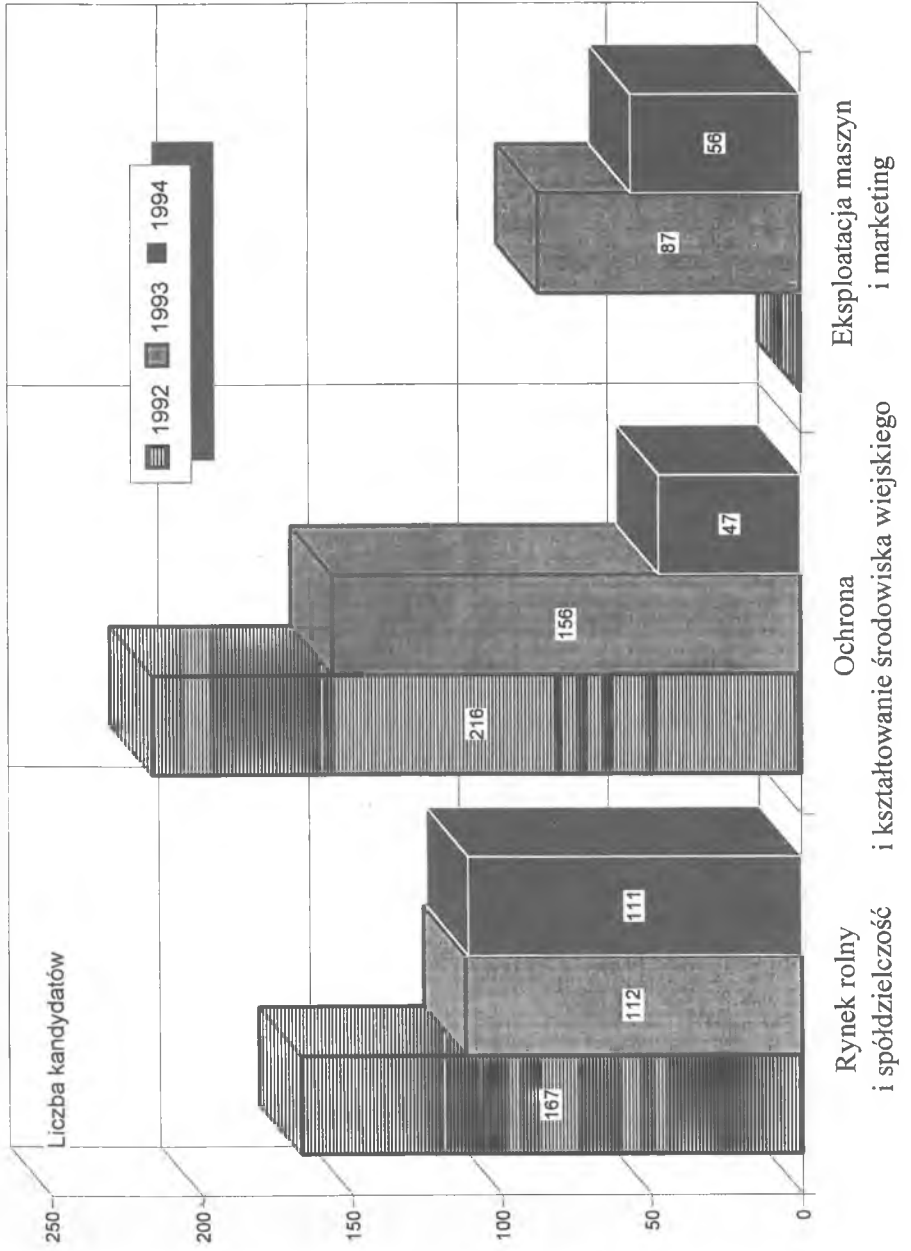 Liczba kandydatów
1992 1993 1994
250
200
150
100
50
0
167
112
111
216
156
47
87
56
Rynek rolny
i spółdzielczość
Ochrona
i kształtowanie środowiska wiejskiego
Eksploatacja maszyn
i marketing